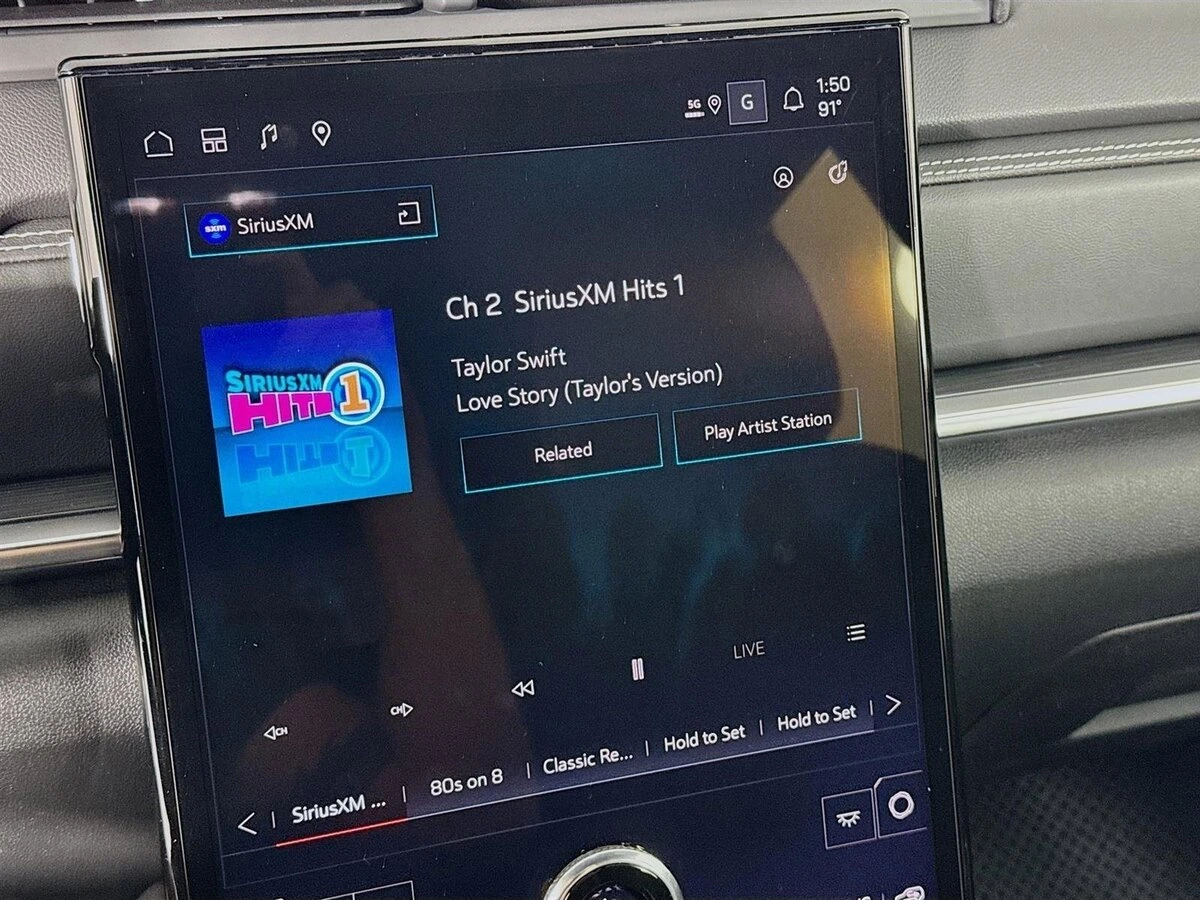 5G
G
1:50
91°
sxm SiriusXM
Ch 2 SiriusXM Hits 1
Taylor Swift
Love Story (Taylor's Version)
SIRIUSXM
HITS 1
Related
Play Artist Station
CH
CH
LIVE
SiriusXM ...
80s on 8
Classic Re...
Hold to Set
Hold to Set